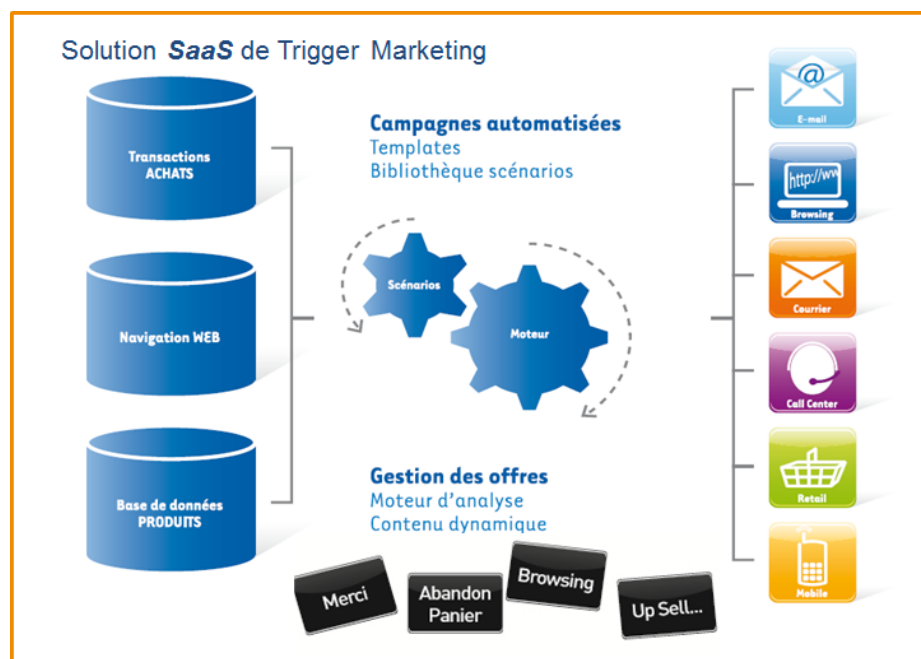 Solution SaaS de Trigger Marketing
Transactions
ACHATS
Navigation WEB
Base de données
PRODUITS
Campagnes automatisées
Templates
Bibliothèque scénarios
Scénarios
Moteur
Gestion des offres
Moteur d'analyse
Contenu dynamique
Merci
Abandon
Panier
Browsing
Up Sell...
@
E-mail
http://ww
Browsing
Courrier
Call Center
Retail
Mobile